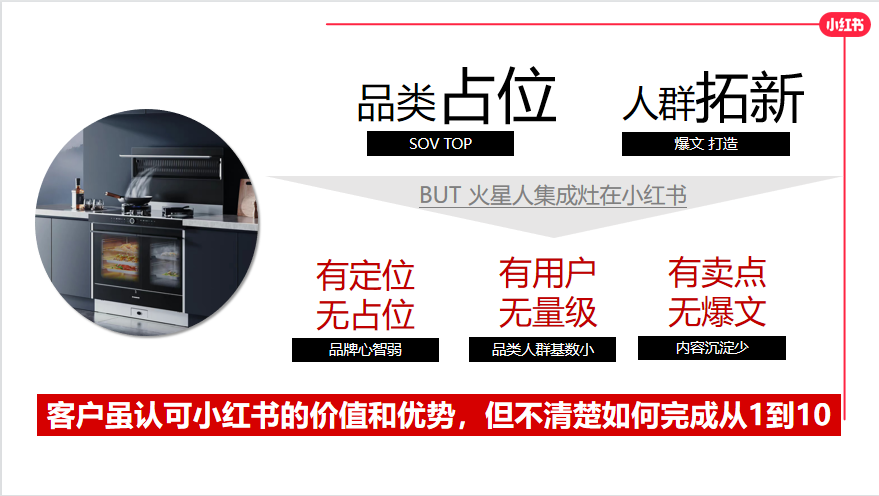 小红书
品类占位
人群拓新
SOV TOP
爆文 打造
BUT 火星人集成灶在小红书
有定位
无占位
有用户
无量级
有卖点
无爆文
品牌心智弱
品类人群基数小
内容沉淀少
客户虽认可小红书的价值和优势，但不清楚如何完成从1到10